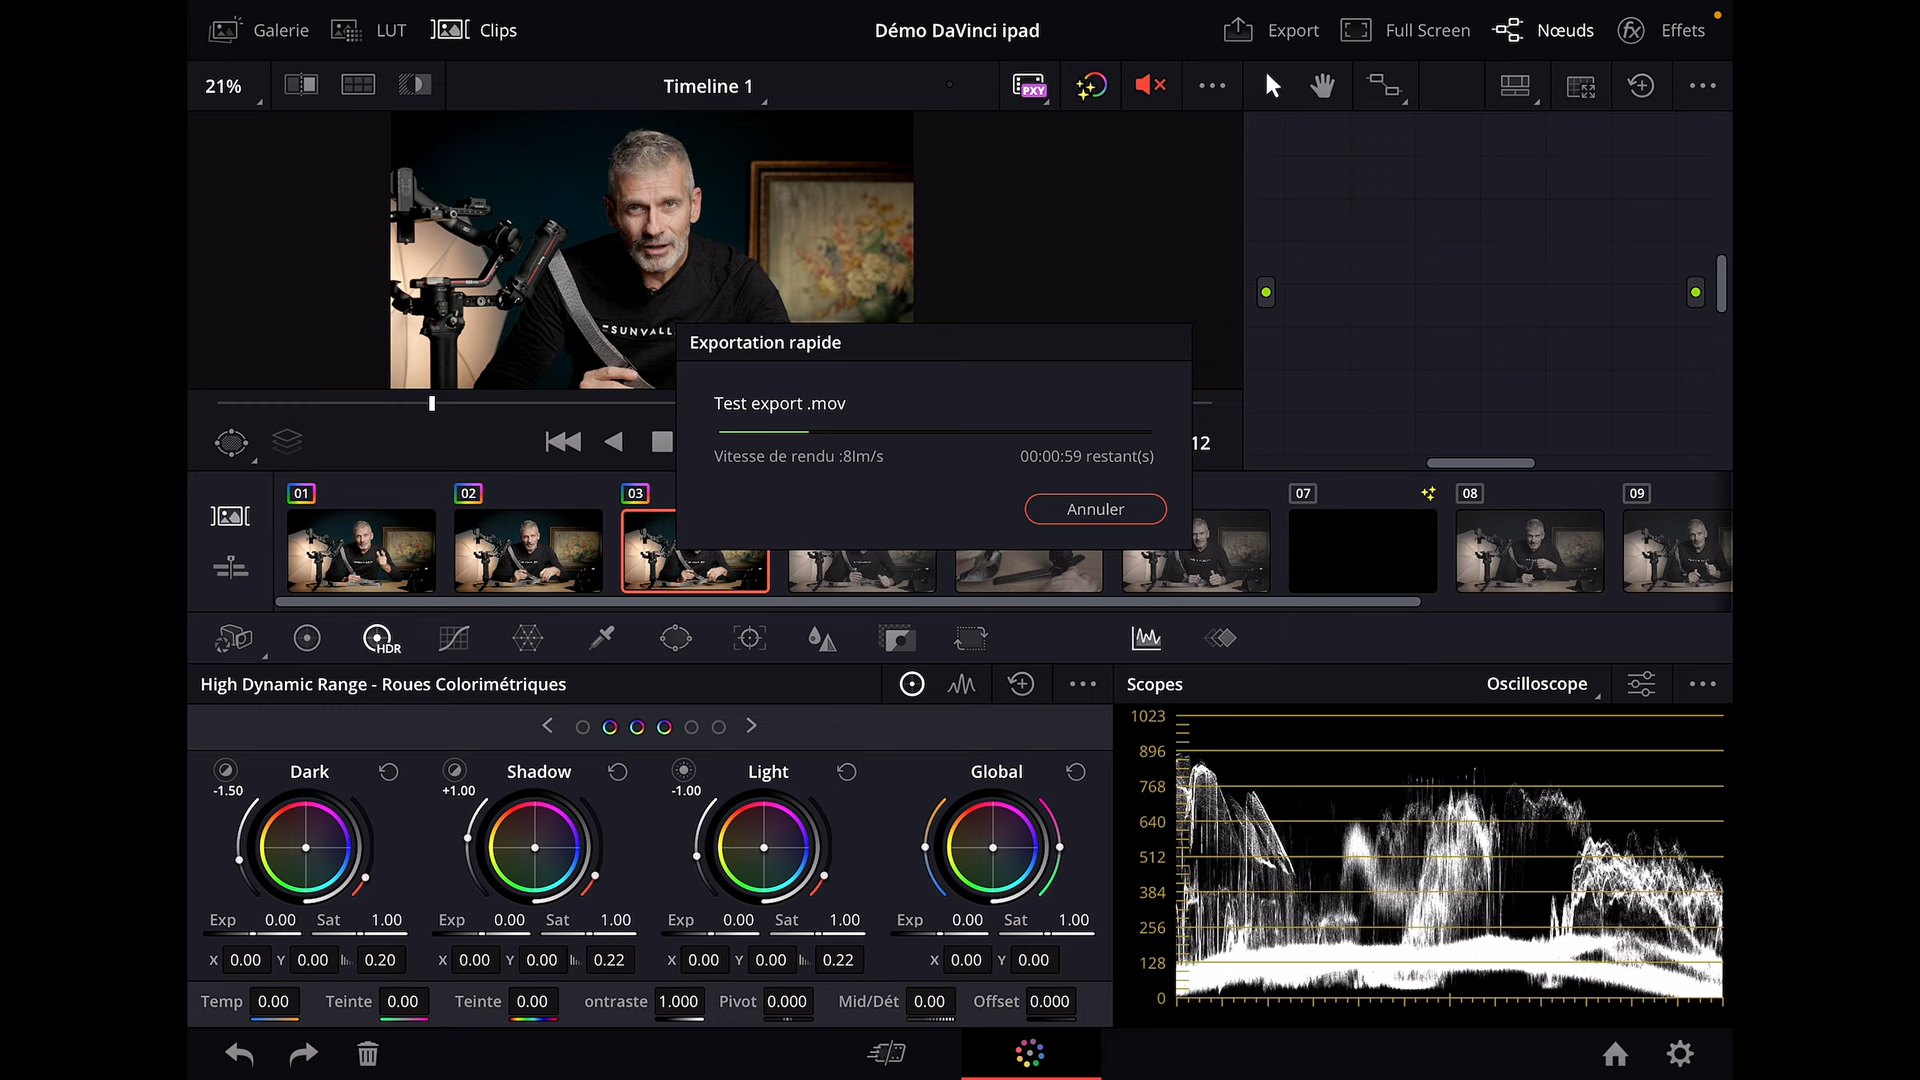 Galerie LUT Clips Démo DaVinci ipad Export Full Screen Nœuds fx Effets
21% Timeline 1 PXY
SUNVALL
Exportation rapide
Test export .mov
Vitesse de rendu :8Im/s 00:00:59 restant(s)
12
Annuler
01 02 03 07 08 09
HDR
High Dynamic Range - Roues Colorimétriques
Dark Shadow Light Global
-1.50 +1.00 -1.00
Exp 0.00 Sat 1.00 Exp 0.00 Sat 1.00 Exp 0.00 Sat 1.00 Exp 0.00 Sat 1.00
X 0.00 Y 0.00 0.20 X 0.00 Y 0.00 0.22 X 0.00 Y 0.00 0.22 X 0.00 Y 0.00
Temp 0.00 Teinte 0.00 Teinte 0.00 ontraste 1.000 Pivot 0.000 Mid/Dét 0.00 Offset 0.000
Scopes Oscilloscope
1023
896
768
640
512
384
256
128
0